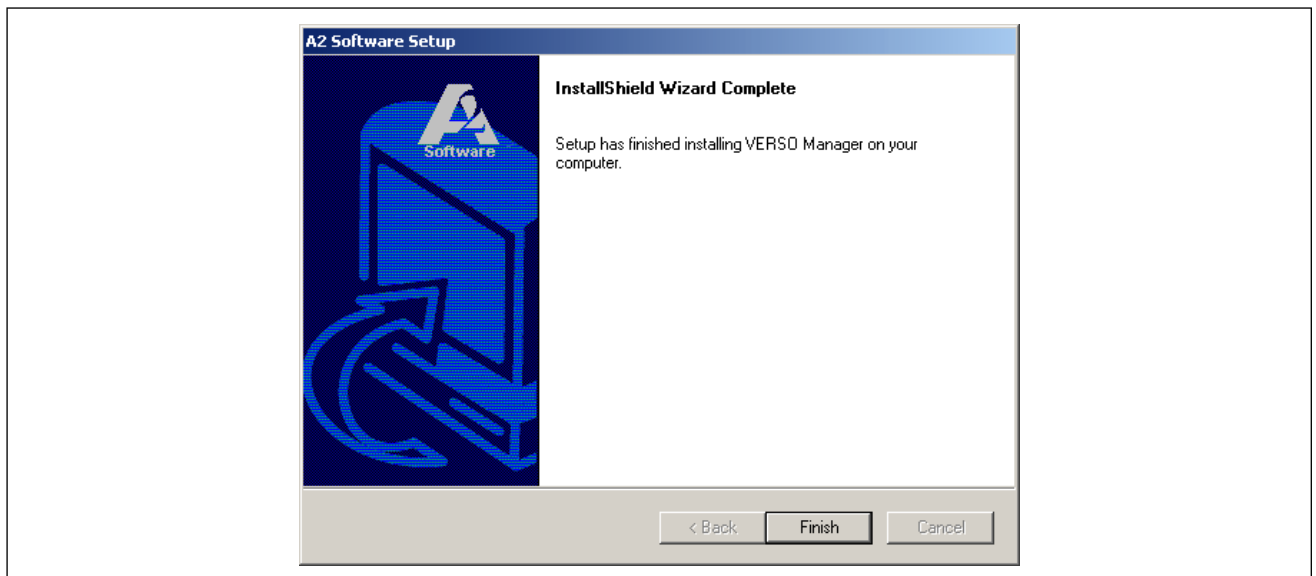 A2 Software Setup
Software
InstallShield Wizard Complete
Setup has finished installing VERSO Manager on your
computer.
< Back
Finish
Cancel